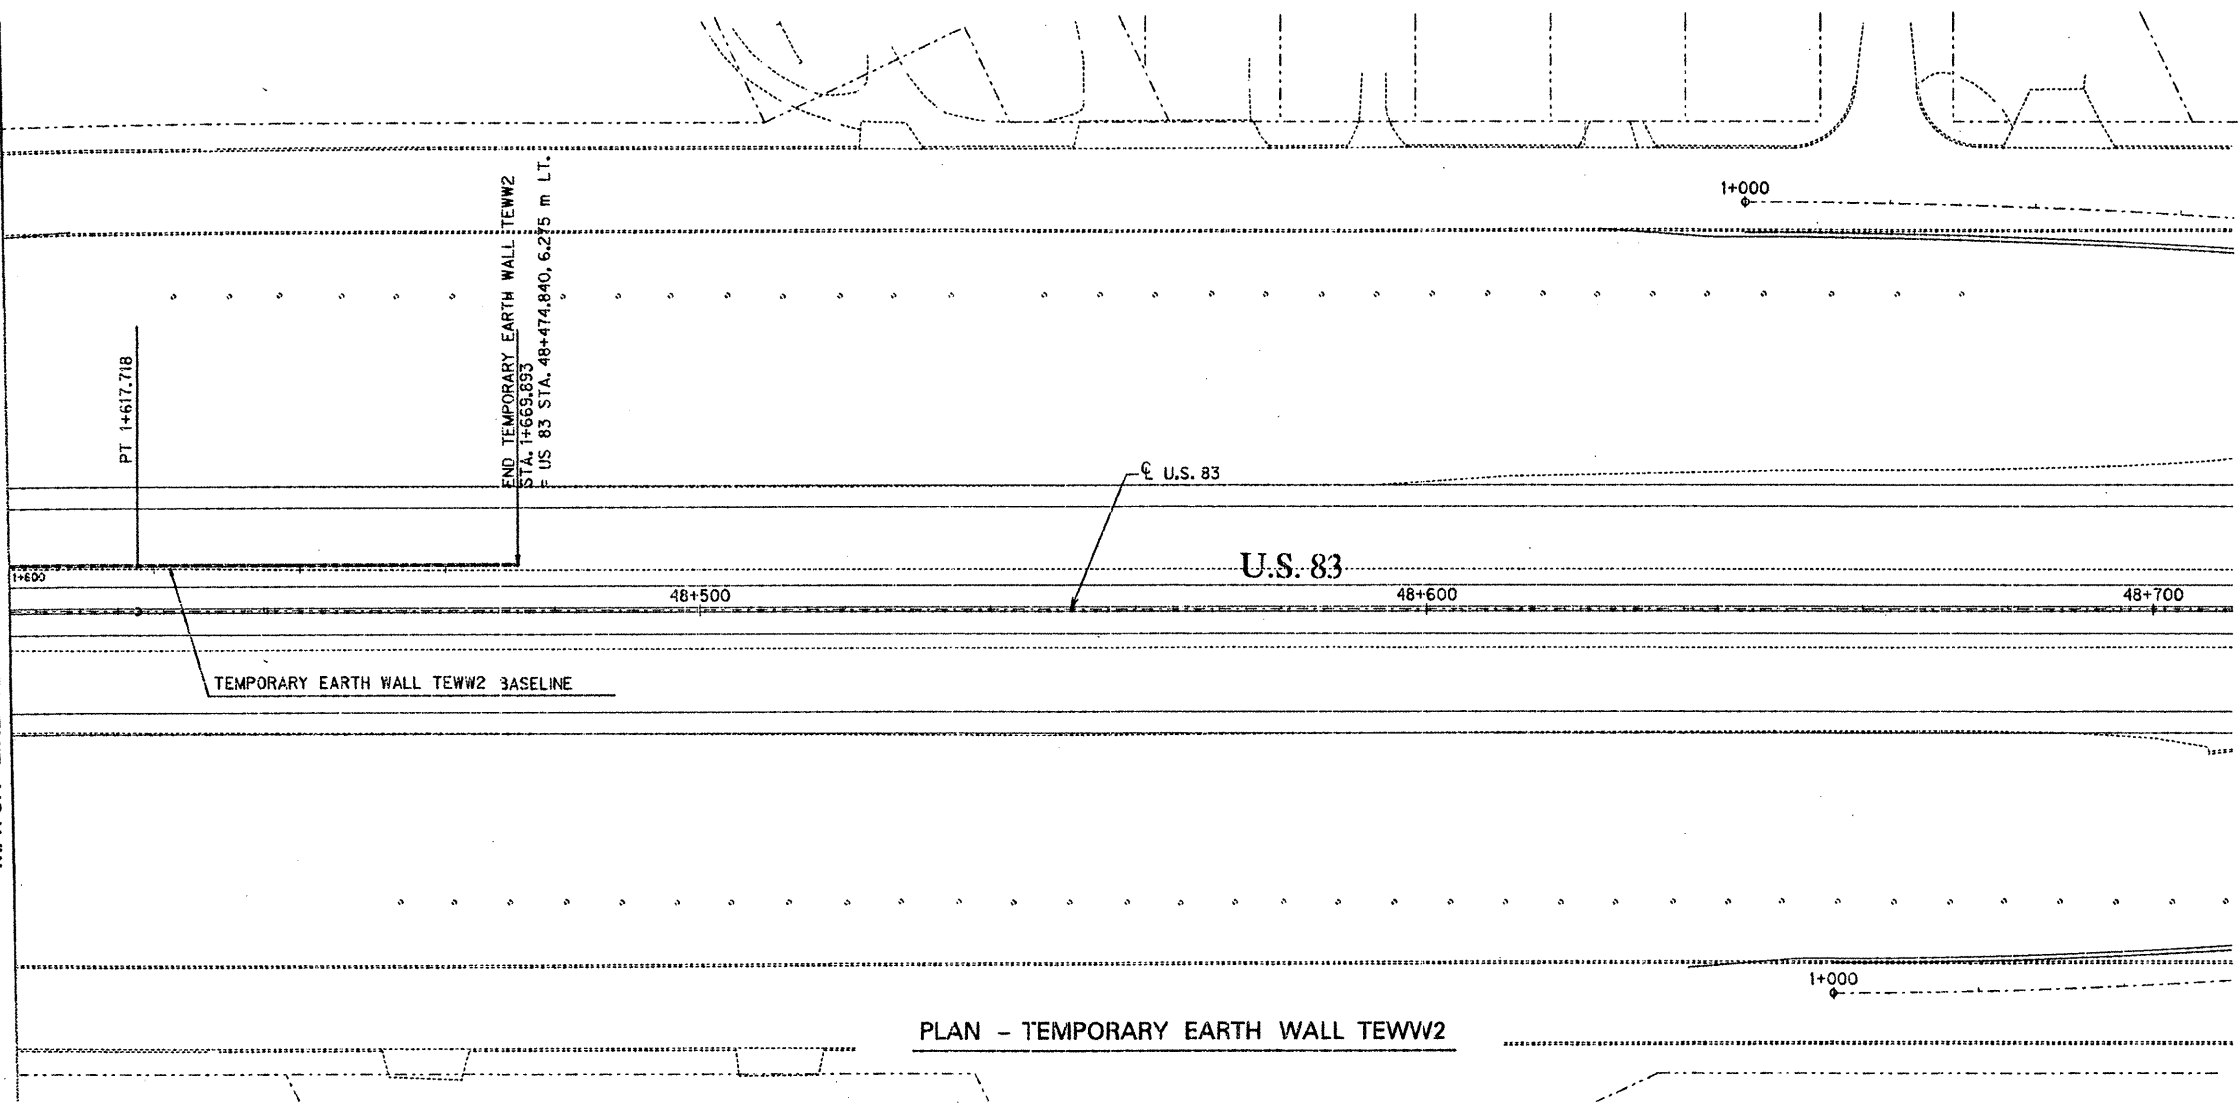 1+000
END TEMPORARY EARTH WALL TEWW2
STA. 1+669.893
= US 83 STA. 48+474.840, 6.275 m LT.
PT 1+617.718
℄ U.S. 83
U.S. 83
1+600
48+500
48+600
48+700
TEMPORARY EARTH WALL TEWW2 BASELINE
1+000
PLAN - TEMPORARY EARTH WALL TEWW2